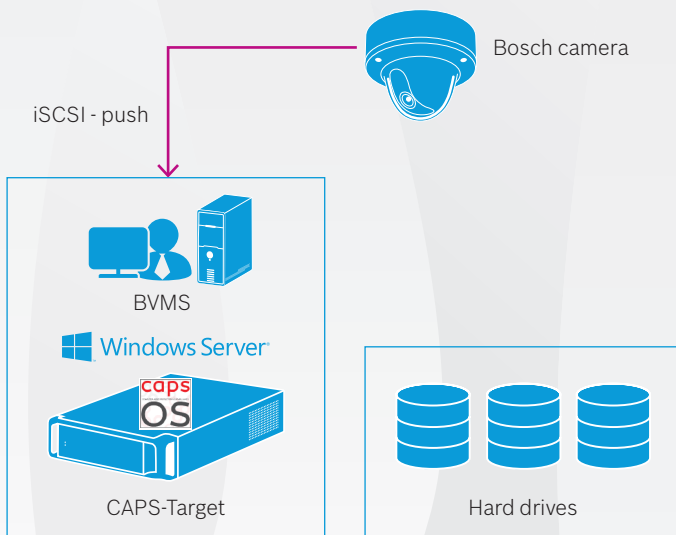 Bosch camera
iSCSI - push
BVMS
Windows Server
caps
OS
CAPS-Target
Hard drives